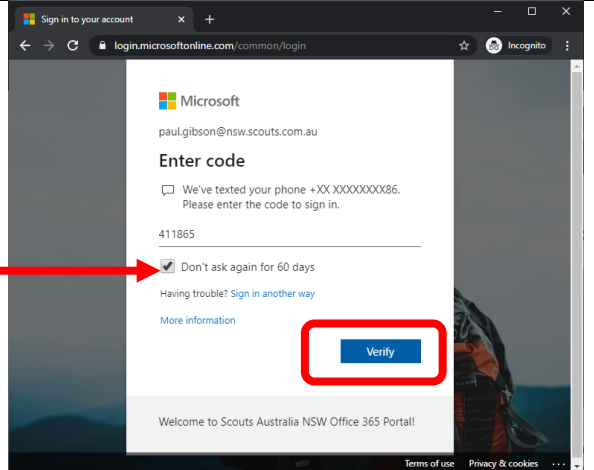 Sign in to your account
Incognito
login.microsoftonline.com/common/login
Microsoft
paul.gibson@nsw.scouts.com.au
Enter code
We've texted your phone +XX XXXXXXXX86.
Please enter the code to sign in.
411865
Don't ask again for 60 days
Having trouble? Sign in another way
More information
Verify
Welcome to Scouts Australia NSW Office 365 Portal!
Terms of use Privacy & cookies ...